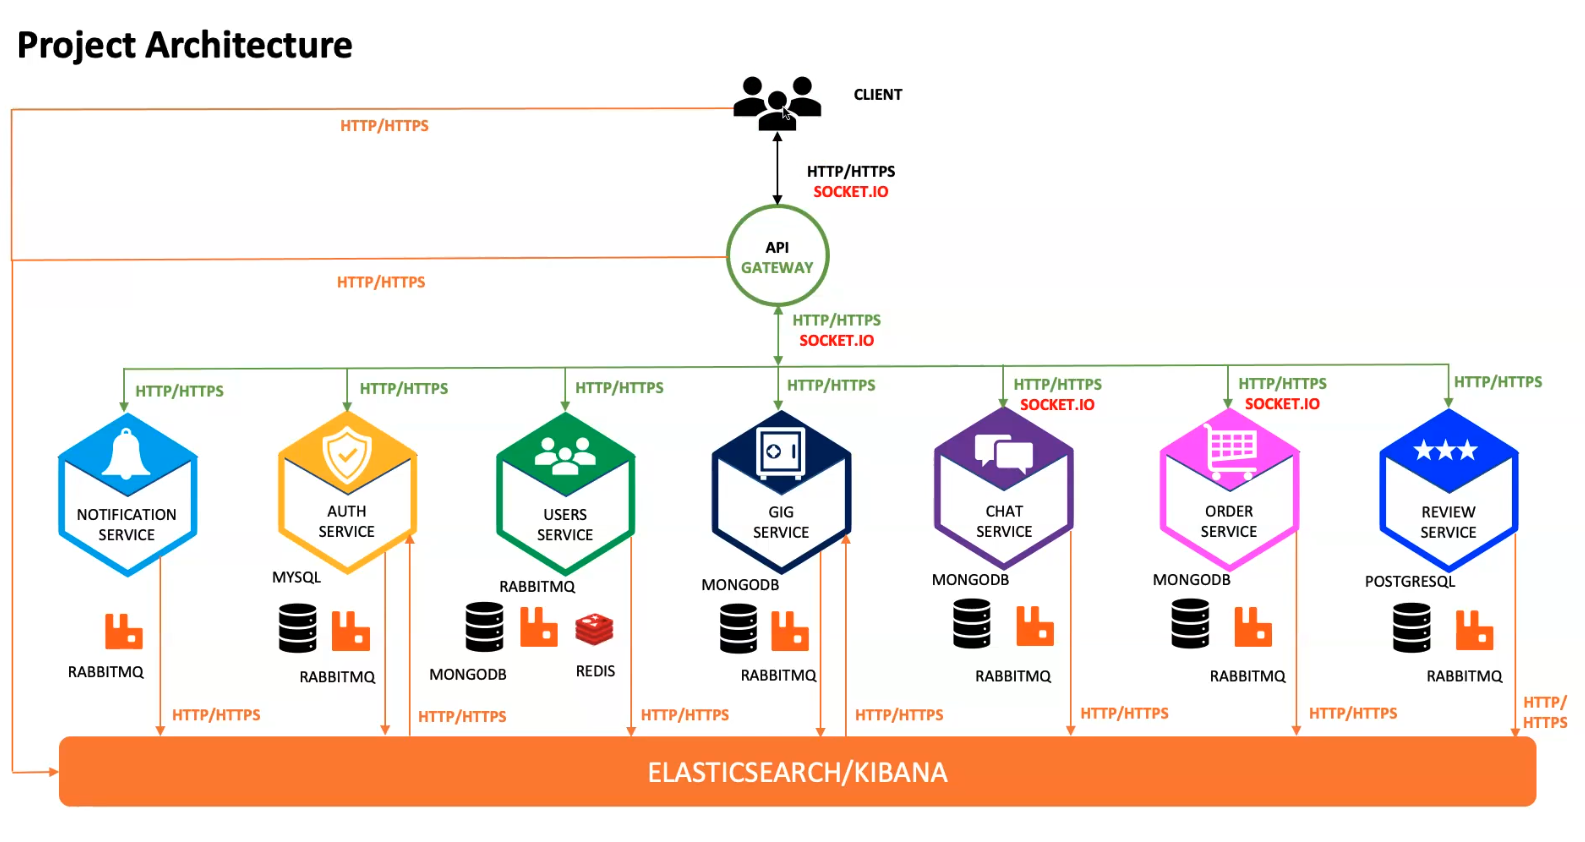 Project Architecture
CLIENT
HTTP/HTTPS
HTTP/HTTPS
SOCKET.IO
API
GATEWAY
HTTP/HTTPS
HTTP/HTTPS
SOCKET.IO
HTTP/HTTPS
HTTP/HTTPS
HTTP/HTTPS
HTTP/HTTPS
HTTP/HTTPS
SOCKET.IO
HTTP/HTTPS
SOCKET.IO
HTTP/HTTPS
NOTIFICATION
SERVICE
AUTH
SERVICE
USERS
SERVICE
GIG
SERVICE
CHAT
SERVICE
ORDER
SERVICE
REVIEW
SERVICE
RABBITMQ
MYSQL
RABBITMQ
RABBITMQ
MONGODB
REDIS
MONGODB
RABBITMQ
MONGODB
RABBITMQ
MONGODB
RABBITMQ
POSTGRESQL
RABBITMQ
HTTP/HTTPS
HTTP/HTTPS
HTTP/HTTPS
HTTP/HTTPS
HTTP/HTTPS
HTTP/HTTPS
HTTP/
HTTPS
ELASTICSEARCH/KIBANA